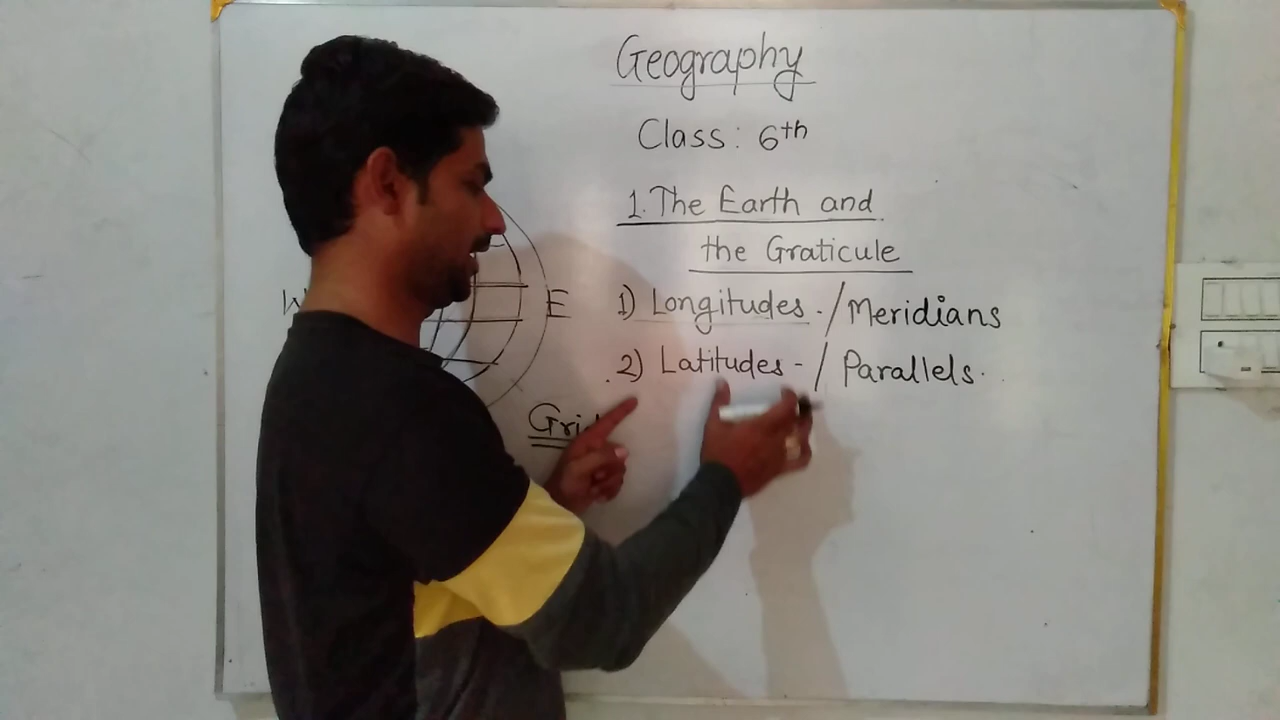 Geography
Class: 6th
1. The Earth and
the Graticule
W
E
1) Longitudes - / Meridians
2) Latitudes - / Parallels.